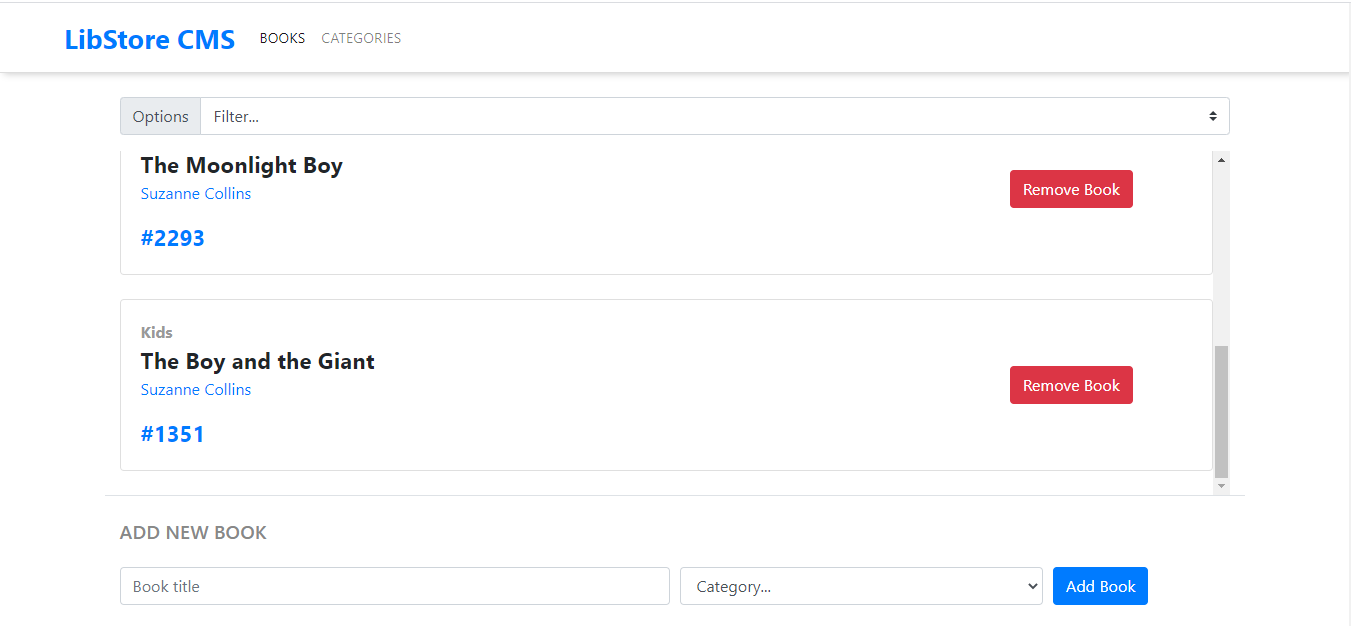 LibStore CMS BOOKS CATEGORIES
Options Filter...
The Moonlight Boy
Suzanne Collins
Remove Book
#2293
Kids
The Boy and the Giant
Suzanne Collins
Remove Book
#1351
ADD NEW BOOK
Book title Category... Add Book